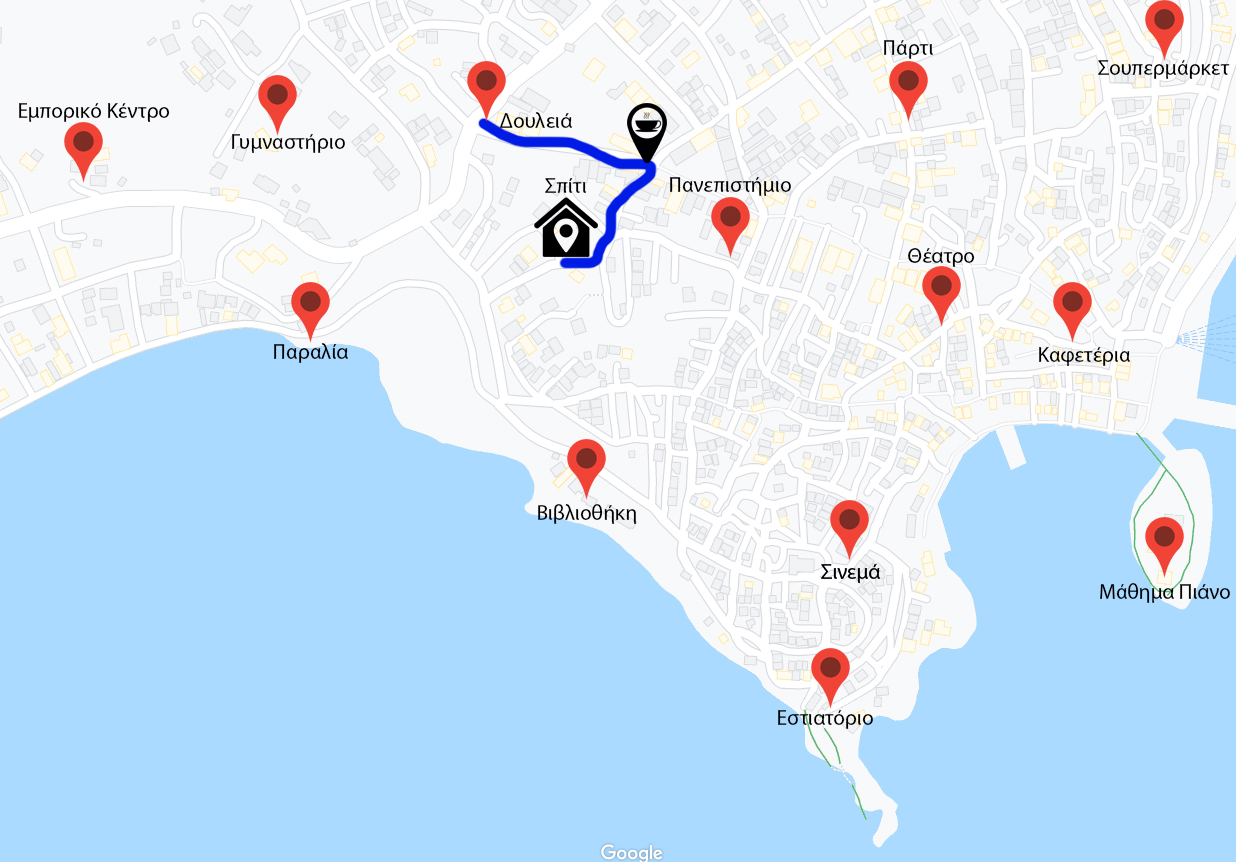 Πάρτι
Σουπερμάρκετ
Εμπορικό Κέντρο
Γυμναστήριο
Δουλειά
Σπίτι
Πανεπιστήμιο
Θέατρο
Παραλία
Καφετέρια
Βιβλιοθήκη
Σινεμά
Μάθημα Πιάνο
Εστιατόριο
Google